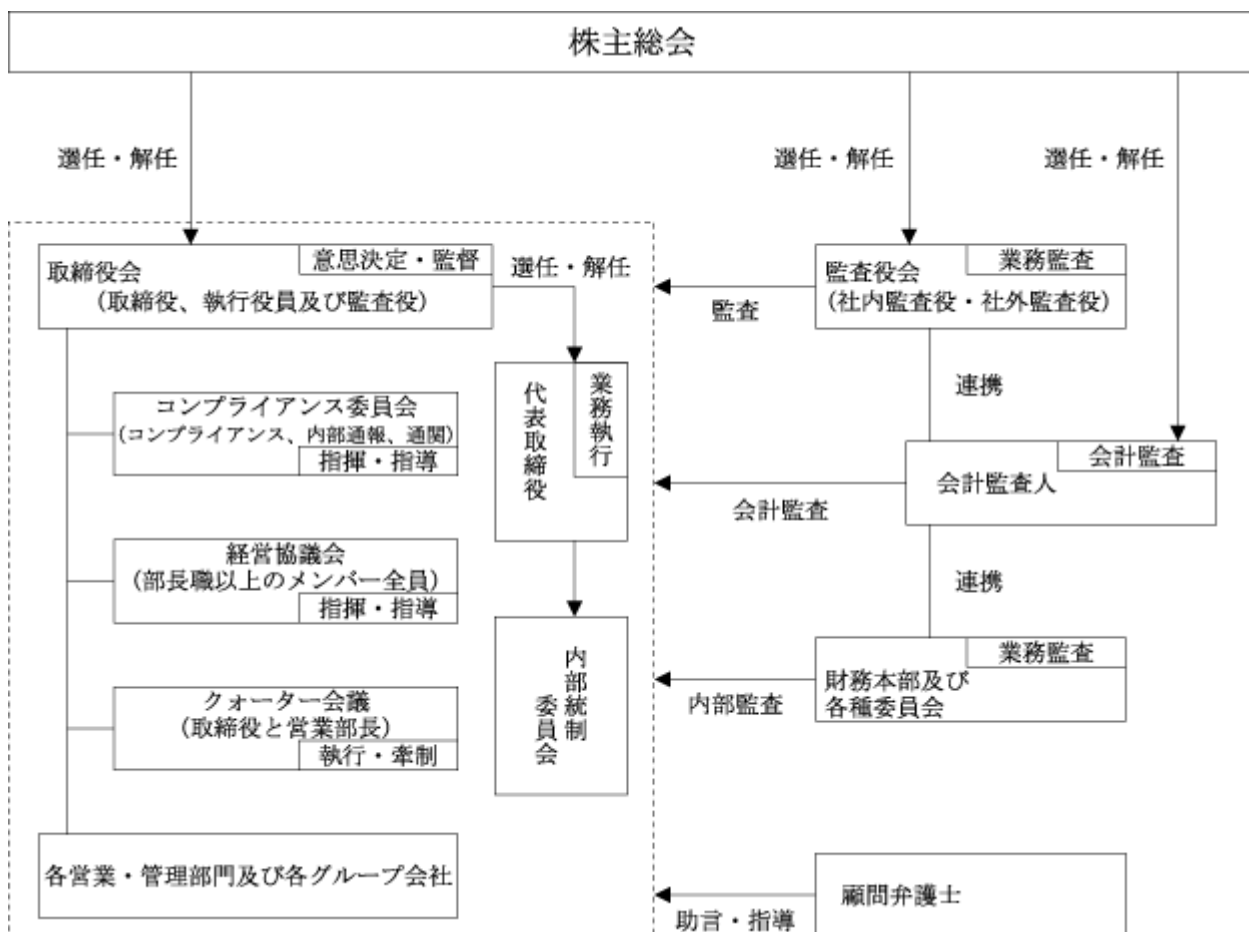 株主総会
選任・解任
選任・解任
選任・解任
取締役会
意思決定・監督
(取締役、執行役員及び監査役)
選任・解任
監査
監査役会
業務監査
(社内監査役・社外監査役)
代表取締役
業務執行
連携
コンプライアンス委員会
(コンプライアンス、内部通報、通関)
指揮・指導
会計監査
会計監査人
会計監査
経営協議会
(部長職以上のメンバー全員)
指揮・指導
連携
内部統制
委員会
内部監査
業務監査
財務本部及び
各種委員会
クォーター会議
(取締役と営業部長)
執行・牽制
各営業・管理部門及び各グループ会社
助言・指導
顧問弁護士